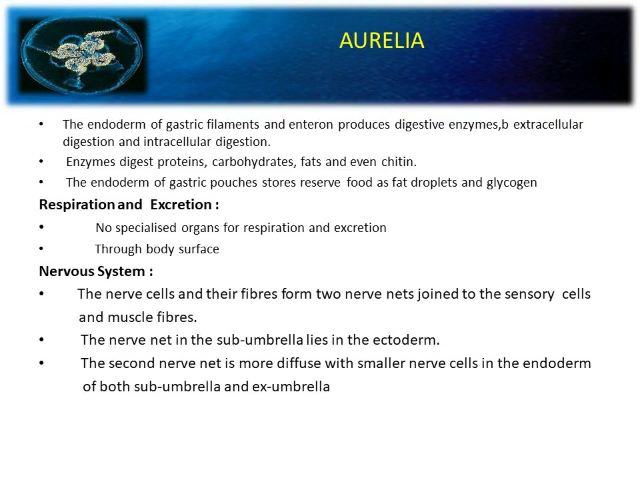 AURELIA
• The endoderm of gastric filaments and enteron produces digestive enzymes,b extracellular
digestion and intracellular digestion.
• Enzymes digest proteins, carbohydrates, fats and even chitin.
• The endoderm of gastric pouches stores reserve food as fat droplets and glycogen
Respiration and Excretion :
• No specialised organs for respiration and excretion
• Through body surface
Nervous System :
• The nerve cells and their fibres form two nerve nets joined to the sensory cells
and muscle fibres.
• The nerve net in the sub-umbrella lies in the ectoderm.
• The second nerve net is more diffuse with smaller nerve cells in the endoderm
of both sub-umbrella and ex-umbrella